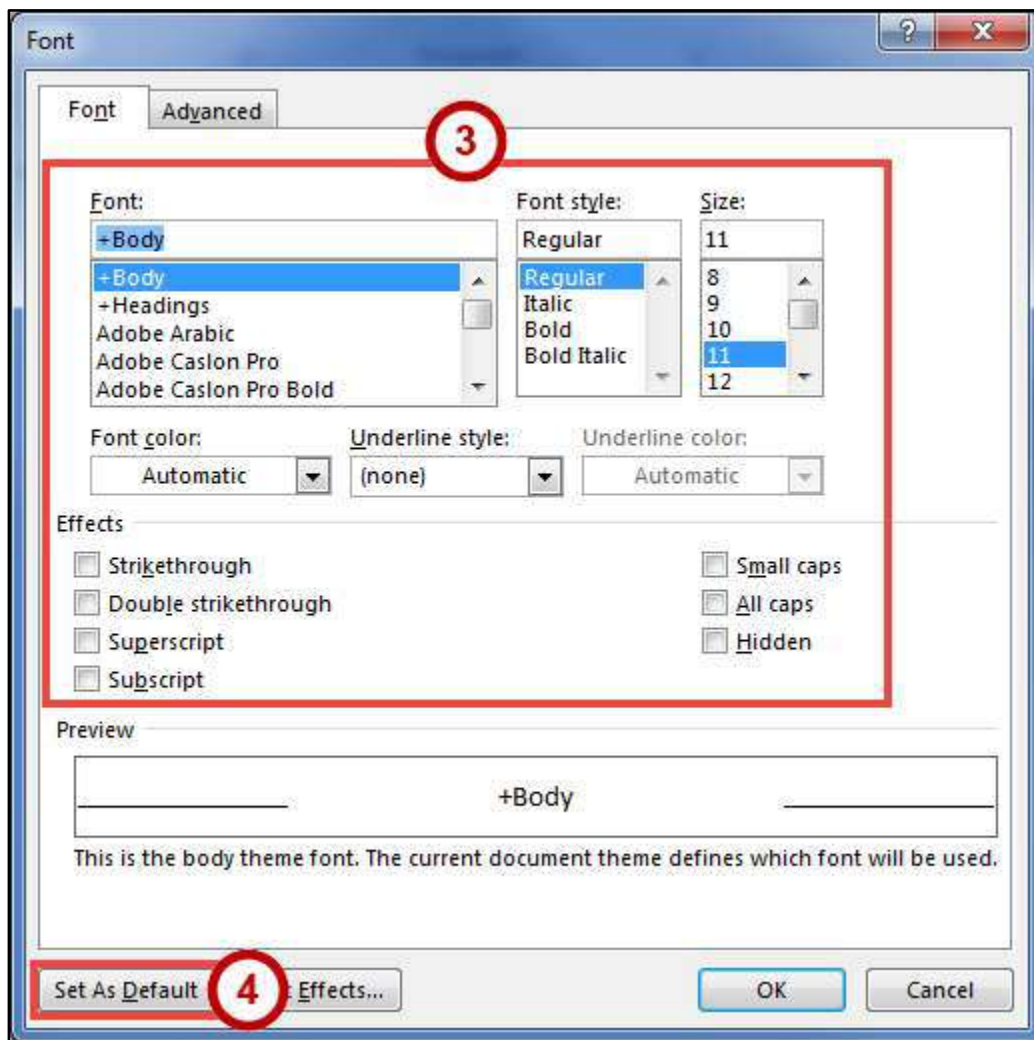 Font
?
Font Advanced
3
Font: Font style: Size:
+Body Regular 11
+Body Regular 8
+Headings Italic 9
Adobe Arabic Bold 10
Adobe Caslon Pro Bold Italic 11
Adobe Caslon Pro Bold 12
Font color: Underline style: Underline color:
Automatic (none) Automatic
Effects
Strikethrough Small caps
Double strikethrough All caps
Superscript Hidden
Subscript
Preview
+Body
This is the body theme font. The current document theme defines which font will be used.
Set As Default 4 Effects... OK Cancel